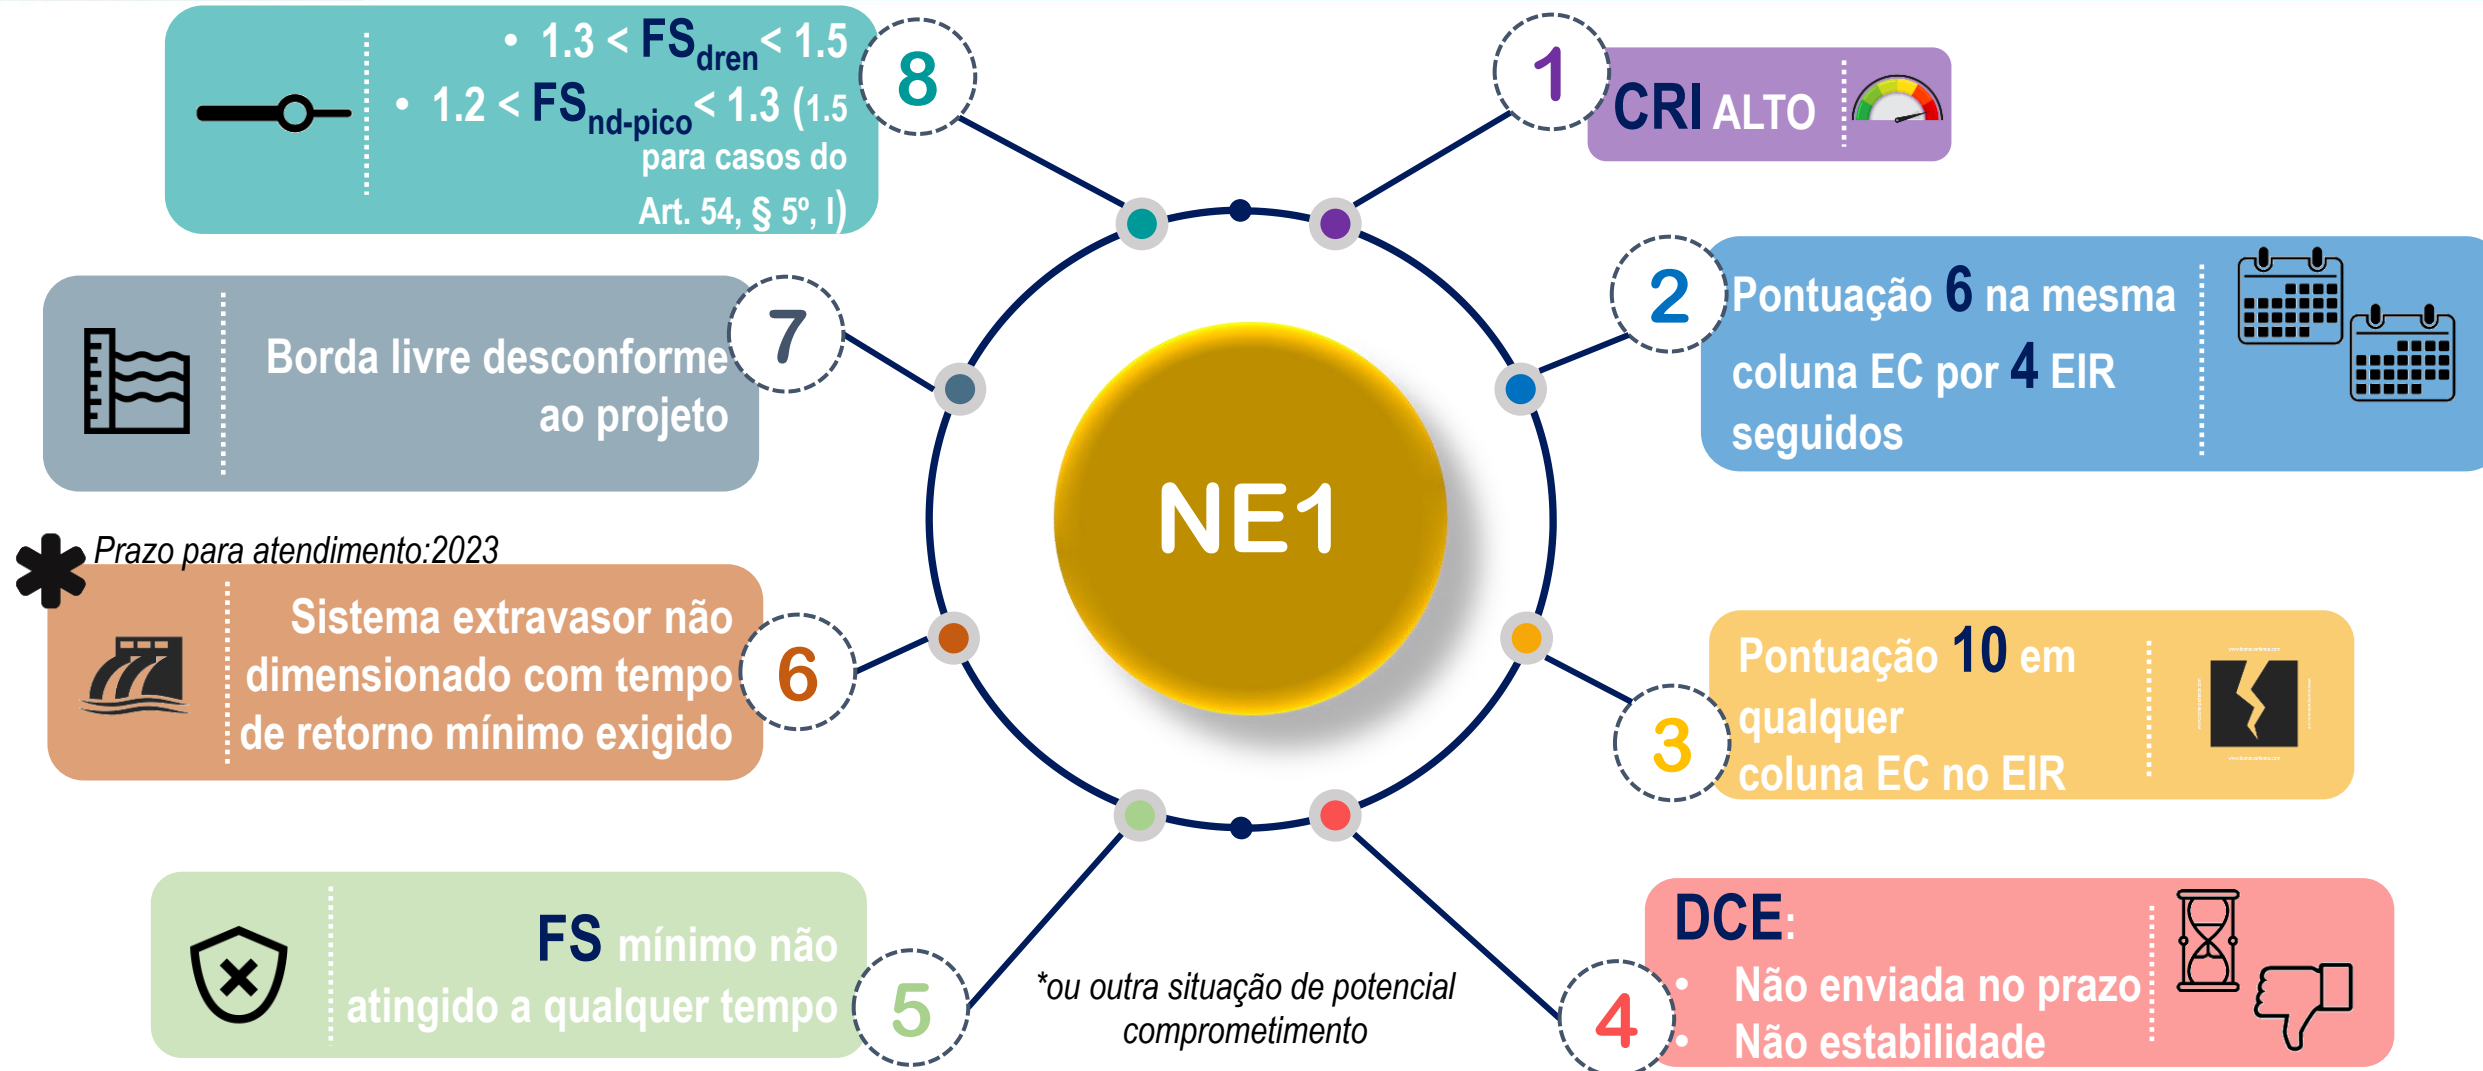 1
CRI ALTO
2
Pontuação 6 na mesma
coluna EC por 4 EIR
seguidos
3
Pontuação 10 em
qualquer
coluna EC no EIR
4
DCE:
• Não enviada no prazo
• Não estabilidade
5
FS mínimo não
atingido a qualquer tempo
6
Prazo para atendimento:2023
Sistema extravasor não
dimensionado com tempo
de retorno mínimo exigido
7
Borda livre desconforme
ao projeto
8
• 1.3 < FSdren< 1.5
• 1.2 < FSnd-pico< 1.3 (1.5
para casos do
Art. 54, § 5º, I)
NE1
*ou outra situação de potencial
comprometimento